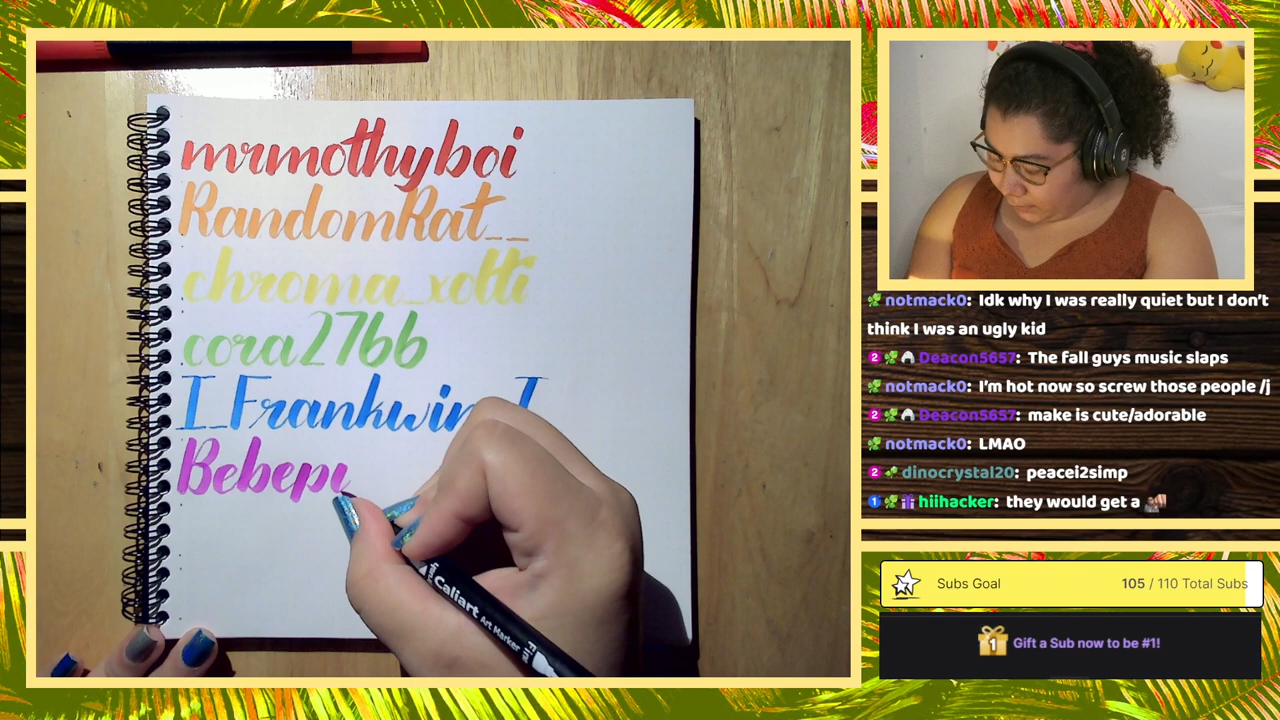 mrmothyboi
RandomRat__
chroma_xotti
cora27bb
I_Frankwin_I
Bebepi
Caliart
Art Marker
notmack0: Idk why I was really quiet but I don't
think I was an ugly kid
2 Deacon5657: The fall guys music slaps
notmack0: I'm hot now so screw those people /j
2 Deacon5657: make is cute/adorable
notmack0: LMAO
2 dinocrystal20: peacei2simp
1 hiihacker: they would get a
Subs Goal 105 / 110 Total Subs
1 Gift a Sub now to be #1!